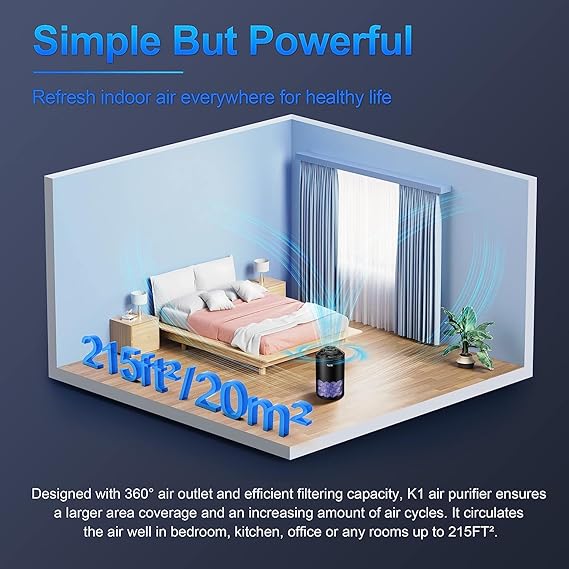 Simple But Powerful
Refresh indoor air everywhere for healthy life
215ft²/20m²
Designed with 360° air outlet and efficient filtering capacity, K1 air purifier ensures
a larger area coverage and an increasing amount of air cycles. It circulates
the air well in bedroom, kitchen, office or any rooms up to 215FT².